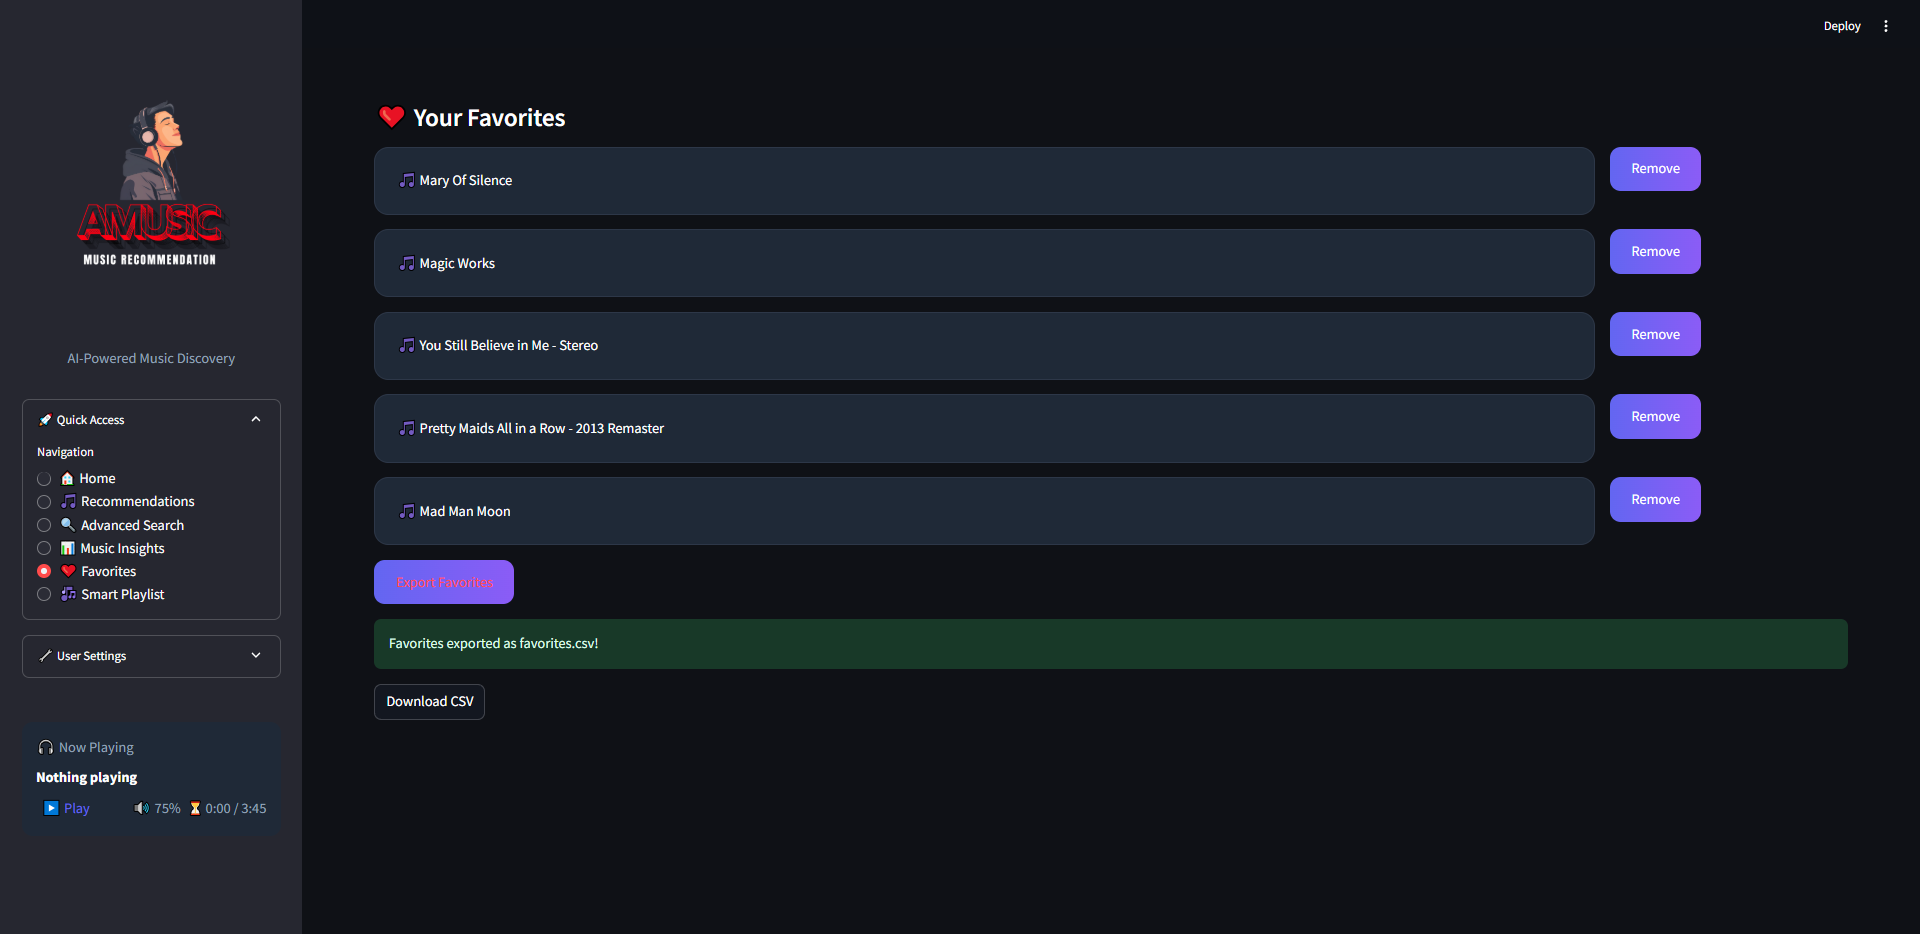 Deploy
AMUSIC
MUSIC RECOMMENDATION
AI-Powered Music Discovery
Quick Access
Navigation
Home
Recommendations
Advanced Search
Music Insights
Favorites
Smart Playlist
User Settings
Now Playing
Nothing playing
Play 75% 0:00 / 3:45
Your Favorites
Mary Of Silence
Remove
Magic Works
Remove
You Still Believe in Me - Stereo
Remove
Pretty Maids All in a Row - 2013 Remaster
Remove
Mad Man Moon
Remove
Export Favorites
Favorites exported as favorites.csv!
Download CSV